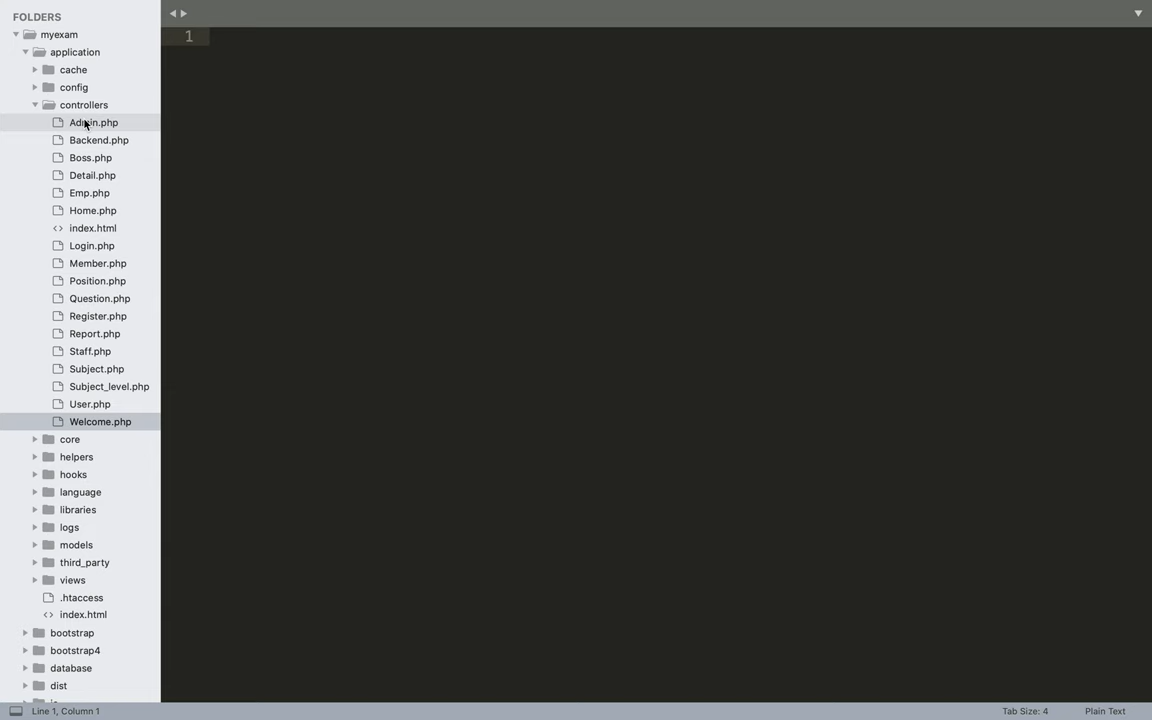 FOLDERS
myexam
application
cache
config
controllers
Admin.php
Backend.php
Boss.php
Detail.php
Emp.php
Home.php
index.html
Login.php
Member.php
Position.php
Question.php
Register.php
Report.php
Staff.php
Subject.php
Subject_level.php
User.php
Welcome.php
core
helpers
hooks
language
libraries
logs
models
third_party
views
.htaccess
index.html
bootstrap
bootstrap4
database
dist
1
Line 1, Column 1
Tab Size: 4
Plain Text